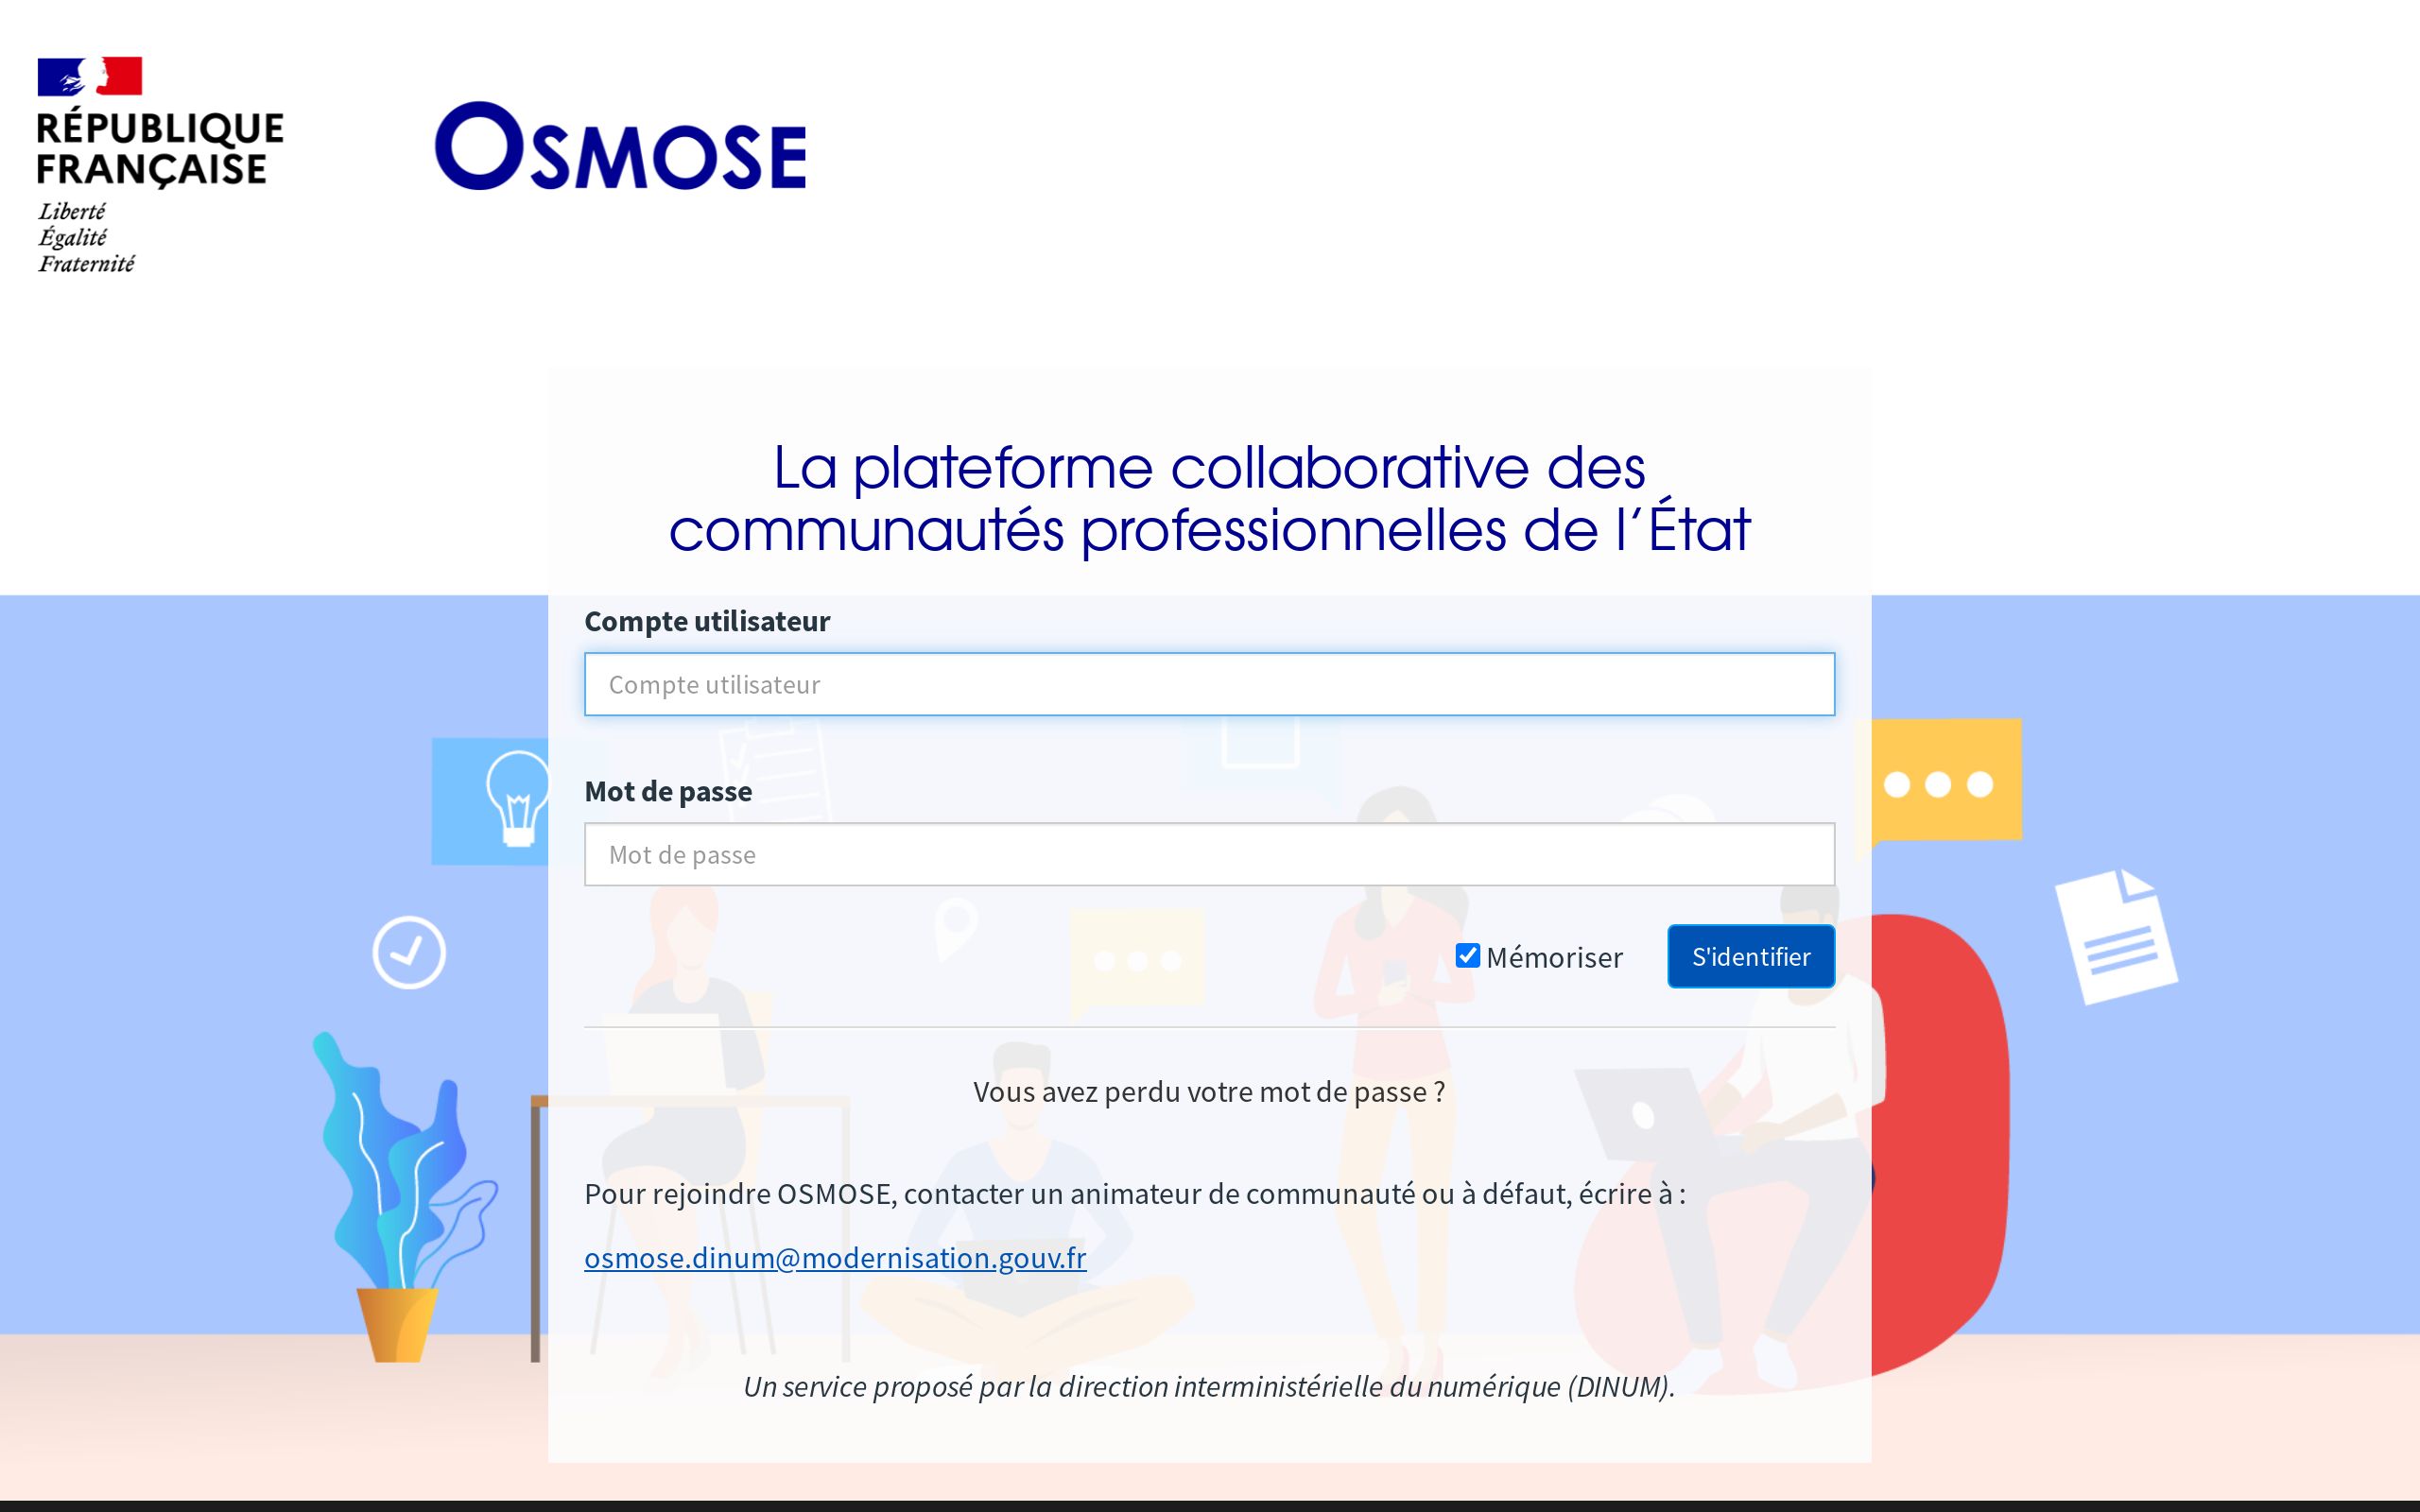 RÉPUBLIQUE
FRANÇAISE
Liberté
Égalité
Fraternité
OSMOSE
La plateforme collaborative des
communautés professionnelles de l’État
Compte utilisateur
Compte utilisateur
Mot de passe
Mot de passe
Mémoriser
S'identifier
Vous avez perdu votre mot de passe ?
Pour rejoindre OSMOSE, contacter un animateur de communauté ou à défaut, écrire à :
osmose.dinum@modernisation.gouv.fr
Un service proposé par la direction interministérielle du numérique (DINUM).